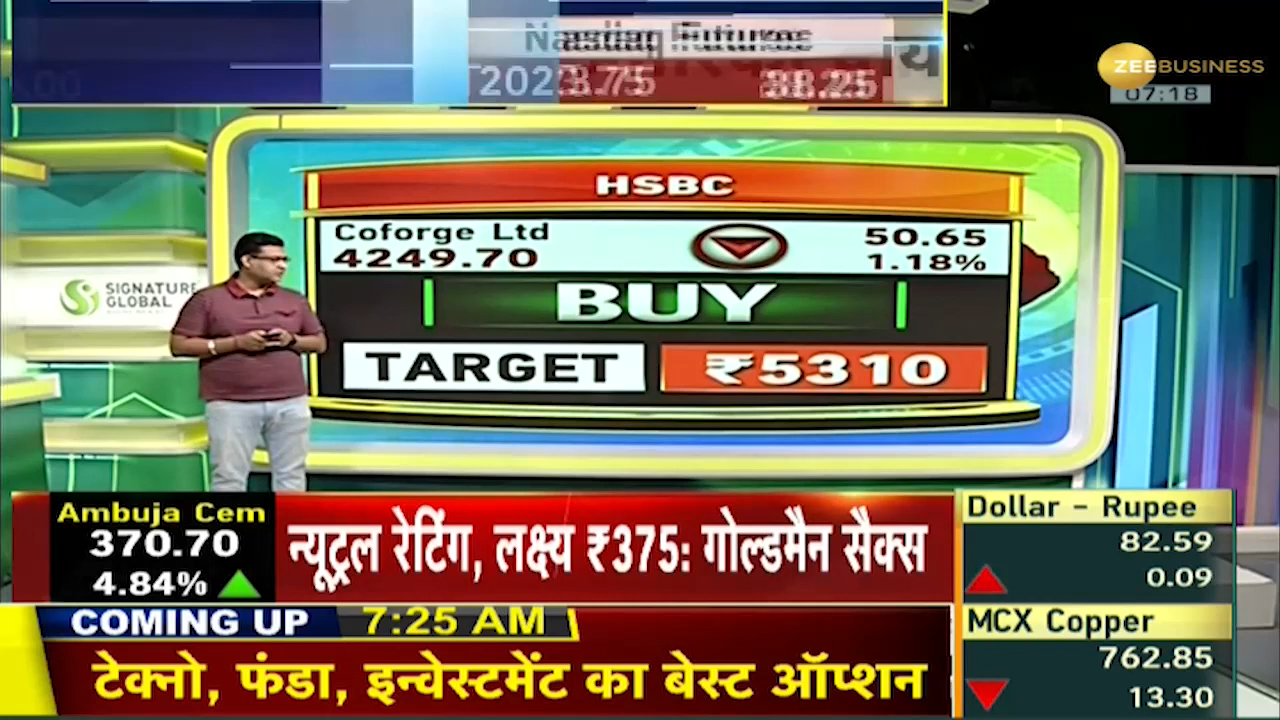 ZEEBUSINESS
07:18
HSBC
Coforge Ltd
4249.70
50.65
1.18%
BUY
TARGET
₹5310
SIGNATURE
GLOBAL
Ambuja Cem
370.70
4.84%
न्यूट्रल रेटिंग, लक्ष्य ₹375: गोल्डमैन सैक्स
COMING UP
7:25 AM
टेक्नो, फंडा, इन्वेस्टमेंट का बेस्ट ऑप्शन
Dollar - Rupee
82.59
0.09
MCX Copper
762.85
13.30